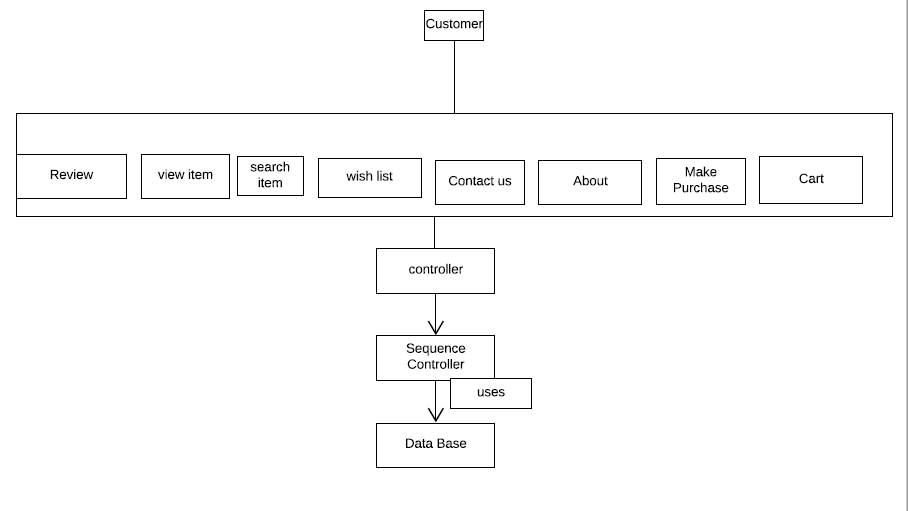 Customer
Review
view item
search
item
wish list
Contact us
About
Make
Purchase
Cart
controller
Sequence
Controller
uses
Data Base